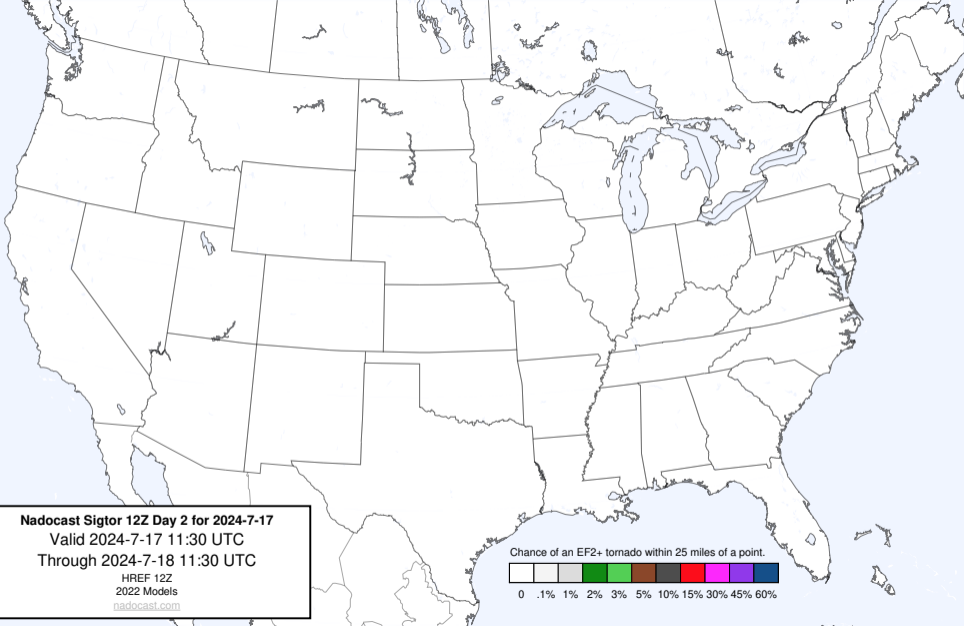 Nadocast Sigtor 12Z Day 2 for 2024-7-17
Valid 2024-7-17 11:30 UTC
Through 2024-7-18 11:30 UTC
HREF 12Z
2022 Models
nadocast.com
Chance of an EF2+ tornado within 25 miles of a point.
0 .1% 1% 2% 3% 5% 10% 15% 30% 45% 60%